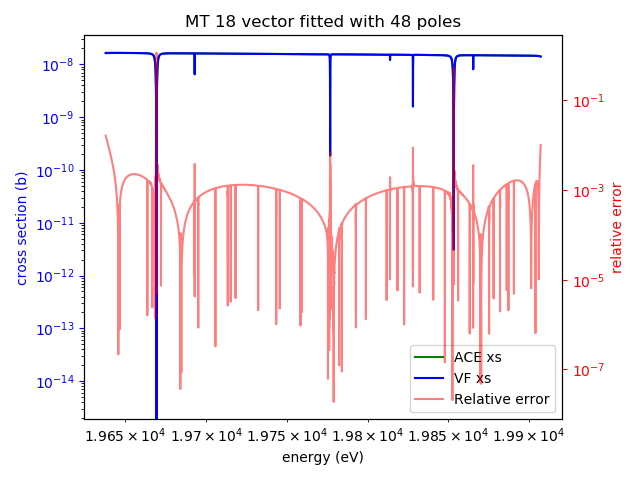 MT 18 vector fitted with 48 poles
10⁻⁸
10⁻⁹
10⁻¹⁰
10⁻¹¹
10⁻¹²
10⁻¹³
10⁻¹⁴
cross section (b)
10⁻¹
10⁻³
10⁻⁵
10⁻⁷
relative error
ACE xs
VF xs
Relative error
1.965 × 10⁴ 1.97 × 10⁴ 1.975 × 10⁴ 1.98 × 10⁴ 1.985 × 10⁴ 1.99 × 10⁴
energy (eV)